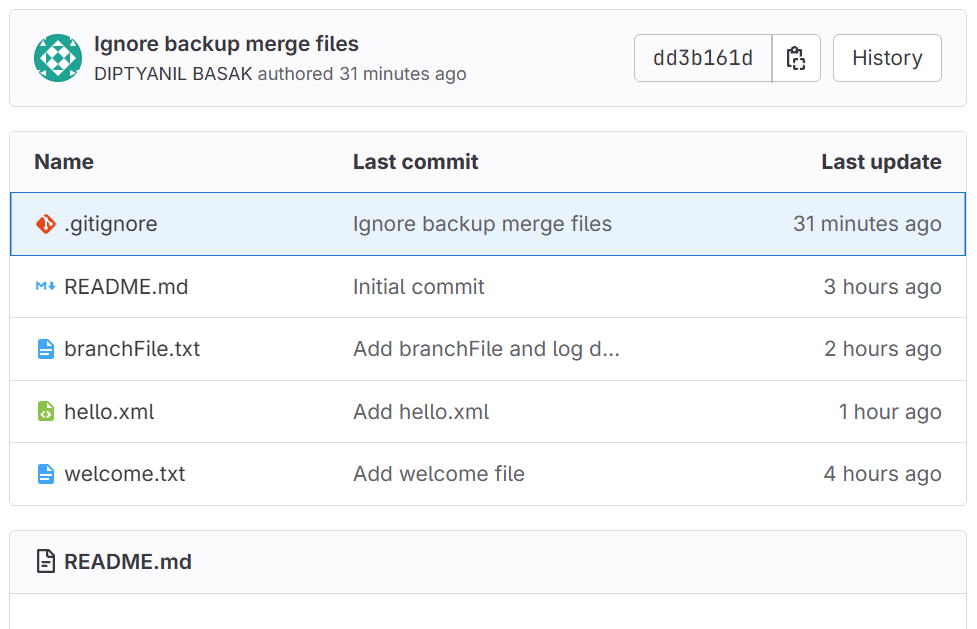 Ignore backup merge files
DIPTYANIL BASAK authored 31 minutes ago
dd3b161d
History
Name Last commit Last update
.gitignore Ignore backup merge files 31 minutes ago
M README.md Initial commit 3 hours ago
branchFile.txt Add branchFile and log d... 2 hours ago
hello.xml Add hello.xml 1 hour ago
welcome.txt Add welcome file 4 hours ago
README.md